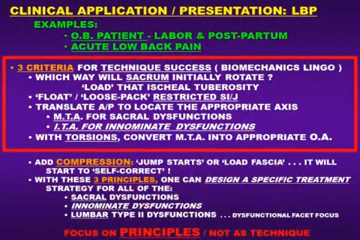 CLINICAL APPLICATION / PRESENTATION: LBP
EXAMPLES:
• O.B. PATIENT - LABOR & POST-PARTUM
• ACUTE LOW BACK PAIN
• 3 CRITERIA FOR TECHNIQUE SUCCESS ( BIOMECHANICS LINGO )
• WHICH WAY WILL SACRUM INITIALLY ROTATE ?
'LOAD' THAT ISCHEAL TUBEROSITY
• 'FLOAT' / 'LOOSE-PACK' RESTRICTED SI/J
• TRANSLATE A/P TO LOCATE THE APPROPRIATE AXIS
• M.T.A. FOR SACRAL DYSFUNCTIONS
• I.T.A. FOR INNOMINATE DYSFUNCTIONS
• WITH TORSIONS, CONVERT M.T.A. INTO APPROPRIATE O.A.
• ADD COMPRESSION: 'JUMP STARTS' OR 'LOAD FASCIA' . . . IT WILL
START TO 'SELF-CORRECT' !
• WITH THESE 3 PRINCIPLES, ONE CAN DESIGN A SPECIFIC TREATMENT
STRATEGY FOR ALL OF THE:
• SACRAL DYSFUNCTIONS
• INNOMINATE DYSFUNCTIONS
• LUMBAR TYPE II DYSFUNCTIONS . . . DYSFUNCTIONAL FACET FOCUS
FOCUS ON PRINCIPLES / NOT AS TECHNIQUE